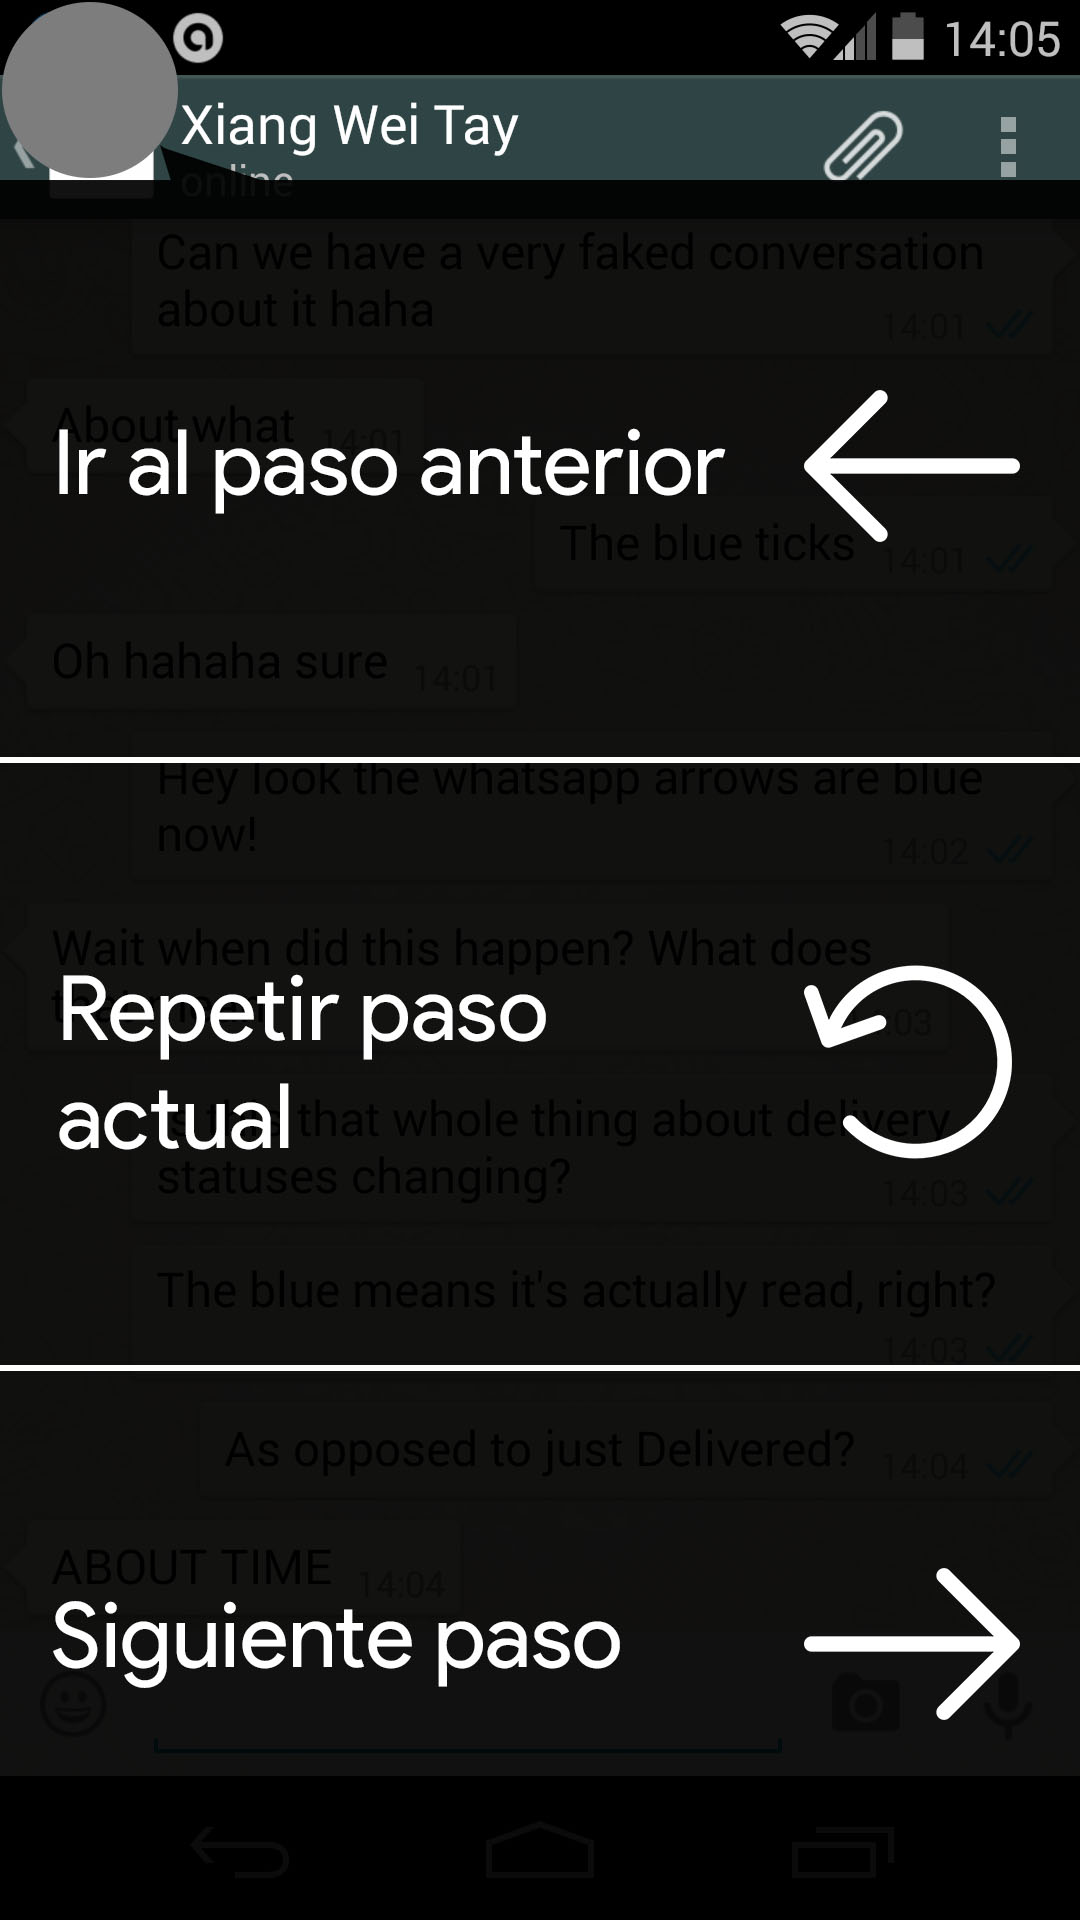 14:05
Xiang Wei Tay
online
Can we have a very faked conversation
about it haha
14:01
About what 14:01
Ir al paso anterior
The blue ticks 14:01
Oh hahaha sure 14:01
Hey look the whatsapp arrows are blue
now!
14:02
Wait when did this happen? What does
:03
Repetir paso
actual
this that whole thing about delivery
statuses changing?
14:03
The blue means it's actually read, right?
14:03
As opposed to just Delivered? 14:04
ABOUT TIME 14:04
Siguiente paso